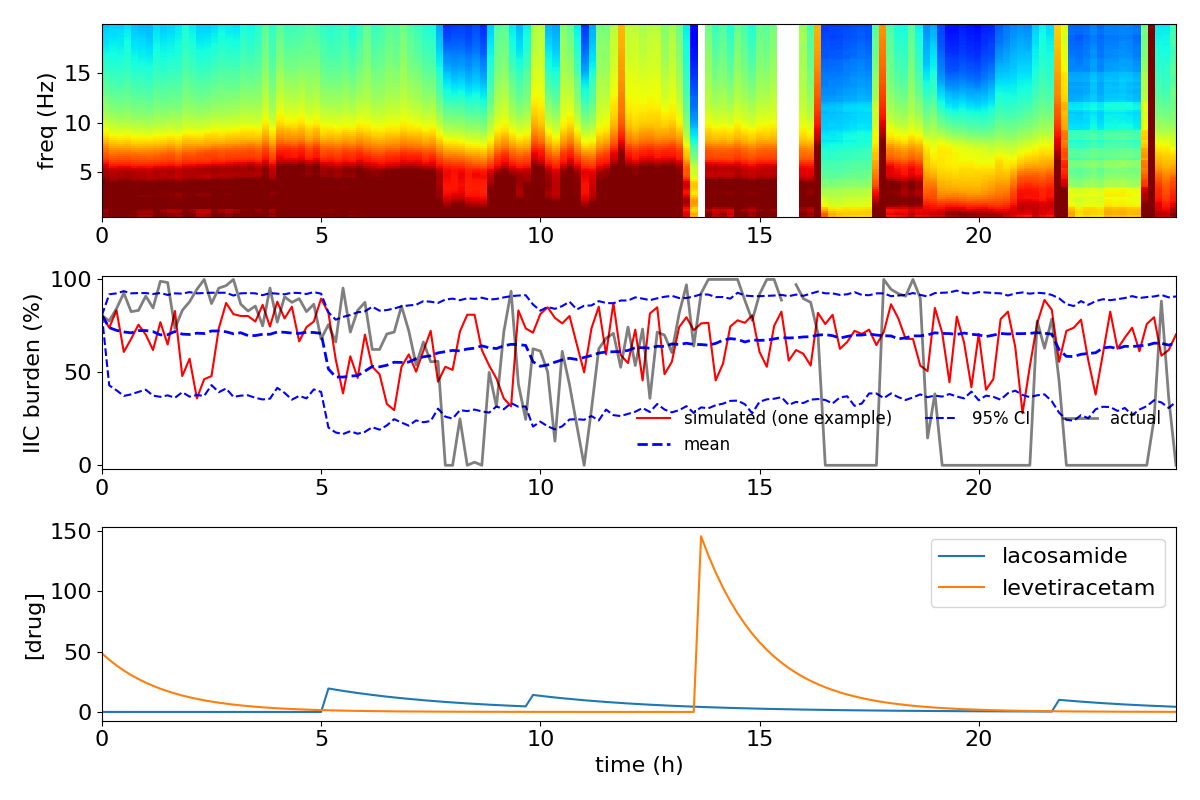 freq (Hz)
15
10
5
0 5 10 15 20
IIC burden (%)
100
50
0
simulated (one example) 95% CI actual
mean
0 5 10 15 20
[drug]
150
100
50
0
lacosamide
levetiracetam
0 5 10 15 20
time (h)